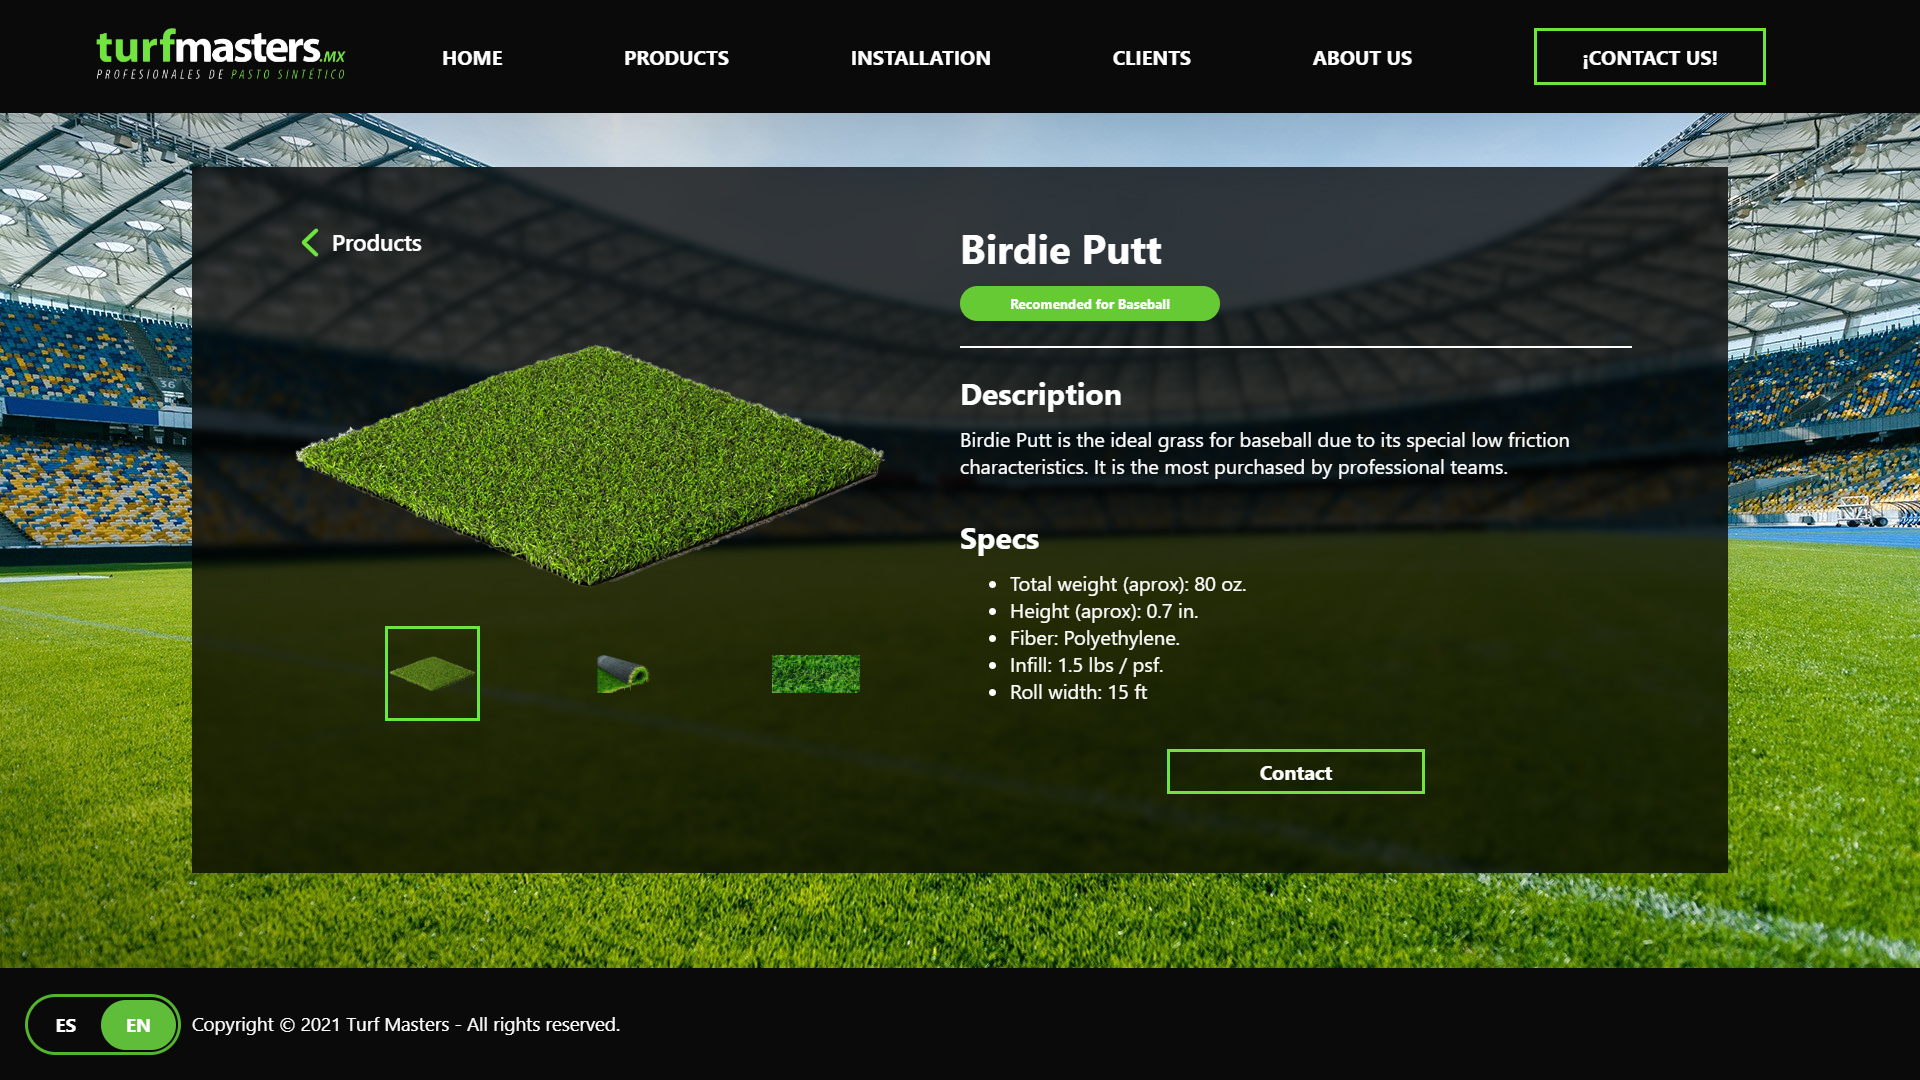 turfmasters.MX
PROFESIONALES DE PASTO SINTÉTICO
HOME
PRODUCTS
INSTALLATION
CLIENTS
ABOUT US
¡CONTACT US!
Products
Birdie Putt
Recomended for Baseball
Description
Birdie Putt is the ideal grass for baseball due to its special low friction
characteristics. It is the most purchased by professional teams.
Specs
• Total weight (aprox): 80 oz.
• Height (aprox): 0.7 in.
• Fiber: Polyethylene.
• Infill: 1.5 lbs / psf.
• Roll width: 15 ft
Contact
36
ES
EN
Copyright © 2021 Turf Masters - All rights reserved.